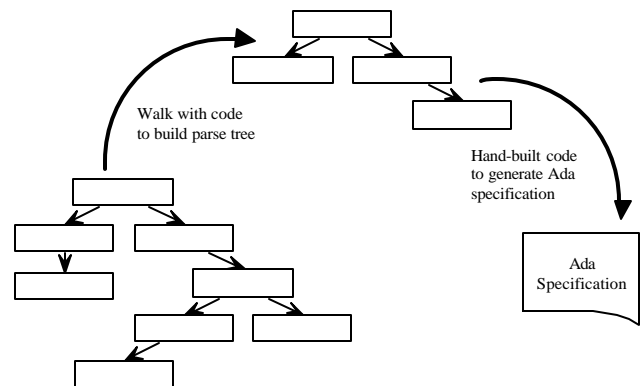 Walk with code
to build parse tree
Hand-built code
to generate Ada
specification
Ada
Specification